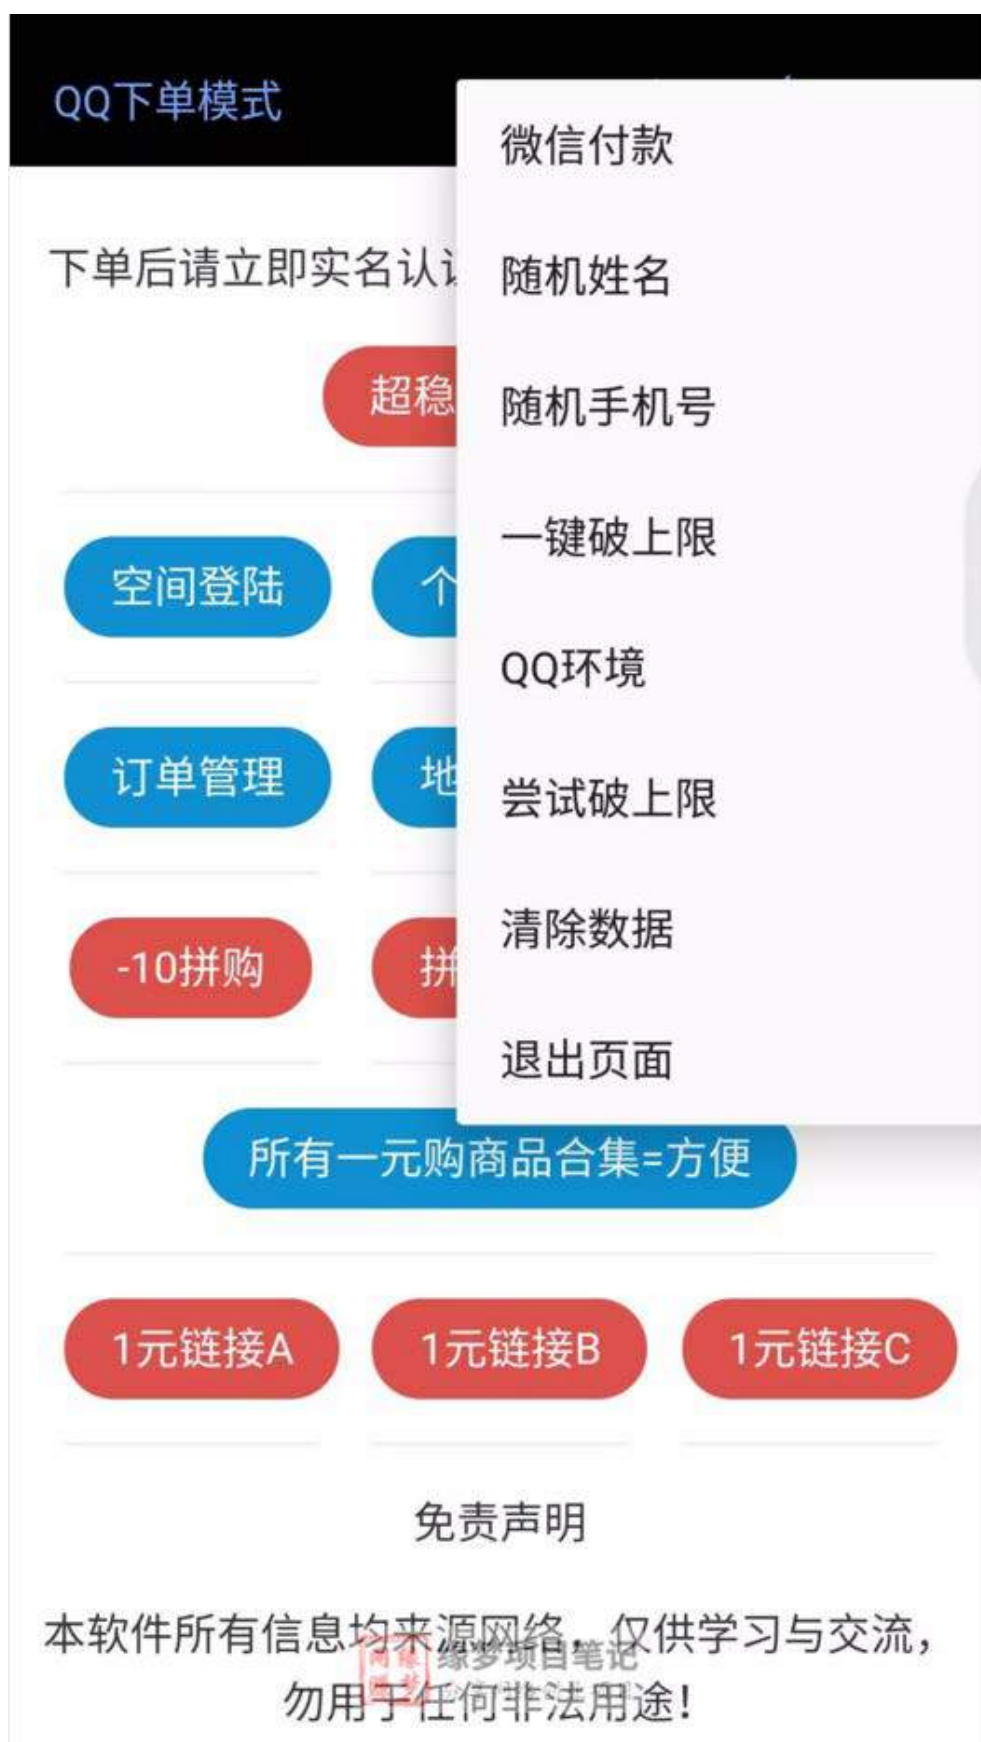 QQ下单模式
微信付款
下单后请立即实名认
随机姓名
超稳
随机手机号
一键破上限
空间登陆
个
QQ环境
订单管理
地
尝试破上限
-10拼购
拼
清除数据
退出页面
所有一元购商品合集=方便
1元链接A
1元链接B
1元链接C
免责声明
本软件所有信息均来源网络，仅供学习与交流，
缘梦项目笔记
勿用于任何非法用途！